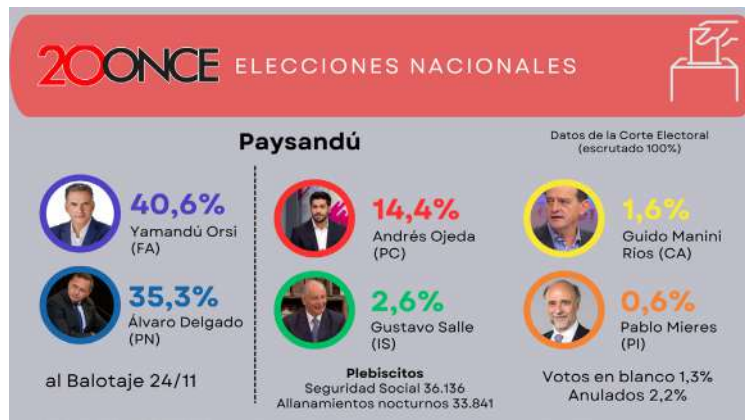 20ONCE ELECCIONES NACIONALES
Paysandú
Datos de la Corte Electoral
(escrutado 100%)
40,6%
Yamandú Orsi
(FA)
14,4%
Andrés Ojeda
(PC)
1,6%
Guido Manini
Ríos (CA)
35,3%
Álvaro Delgado
(PN)
2,6%
Gustavo Salle
(IS)
0,6%
Pablo Mieres
(PI)
al Balotaje 24/11
Plebiscitos
Seguridad Social 36.136
Allanamientos nocturnos 33.841
Votos en blanco 1,3%
Anulados 2,2%